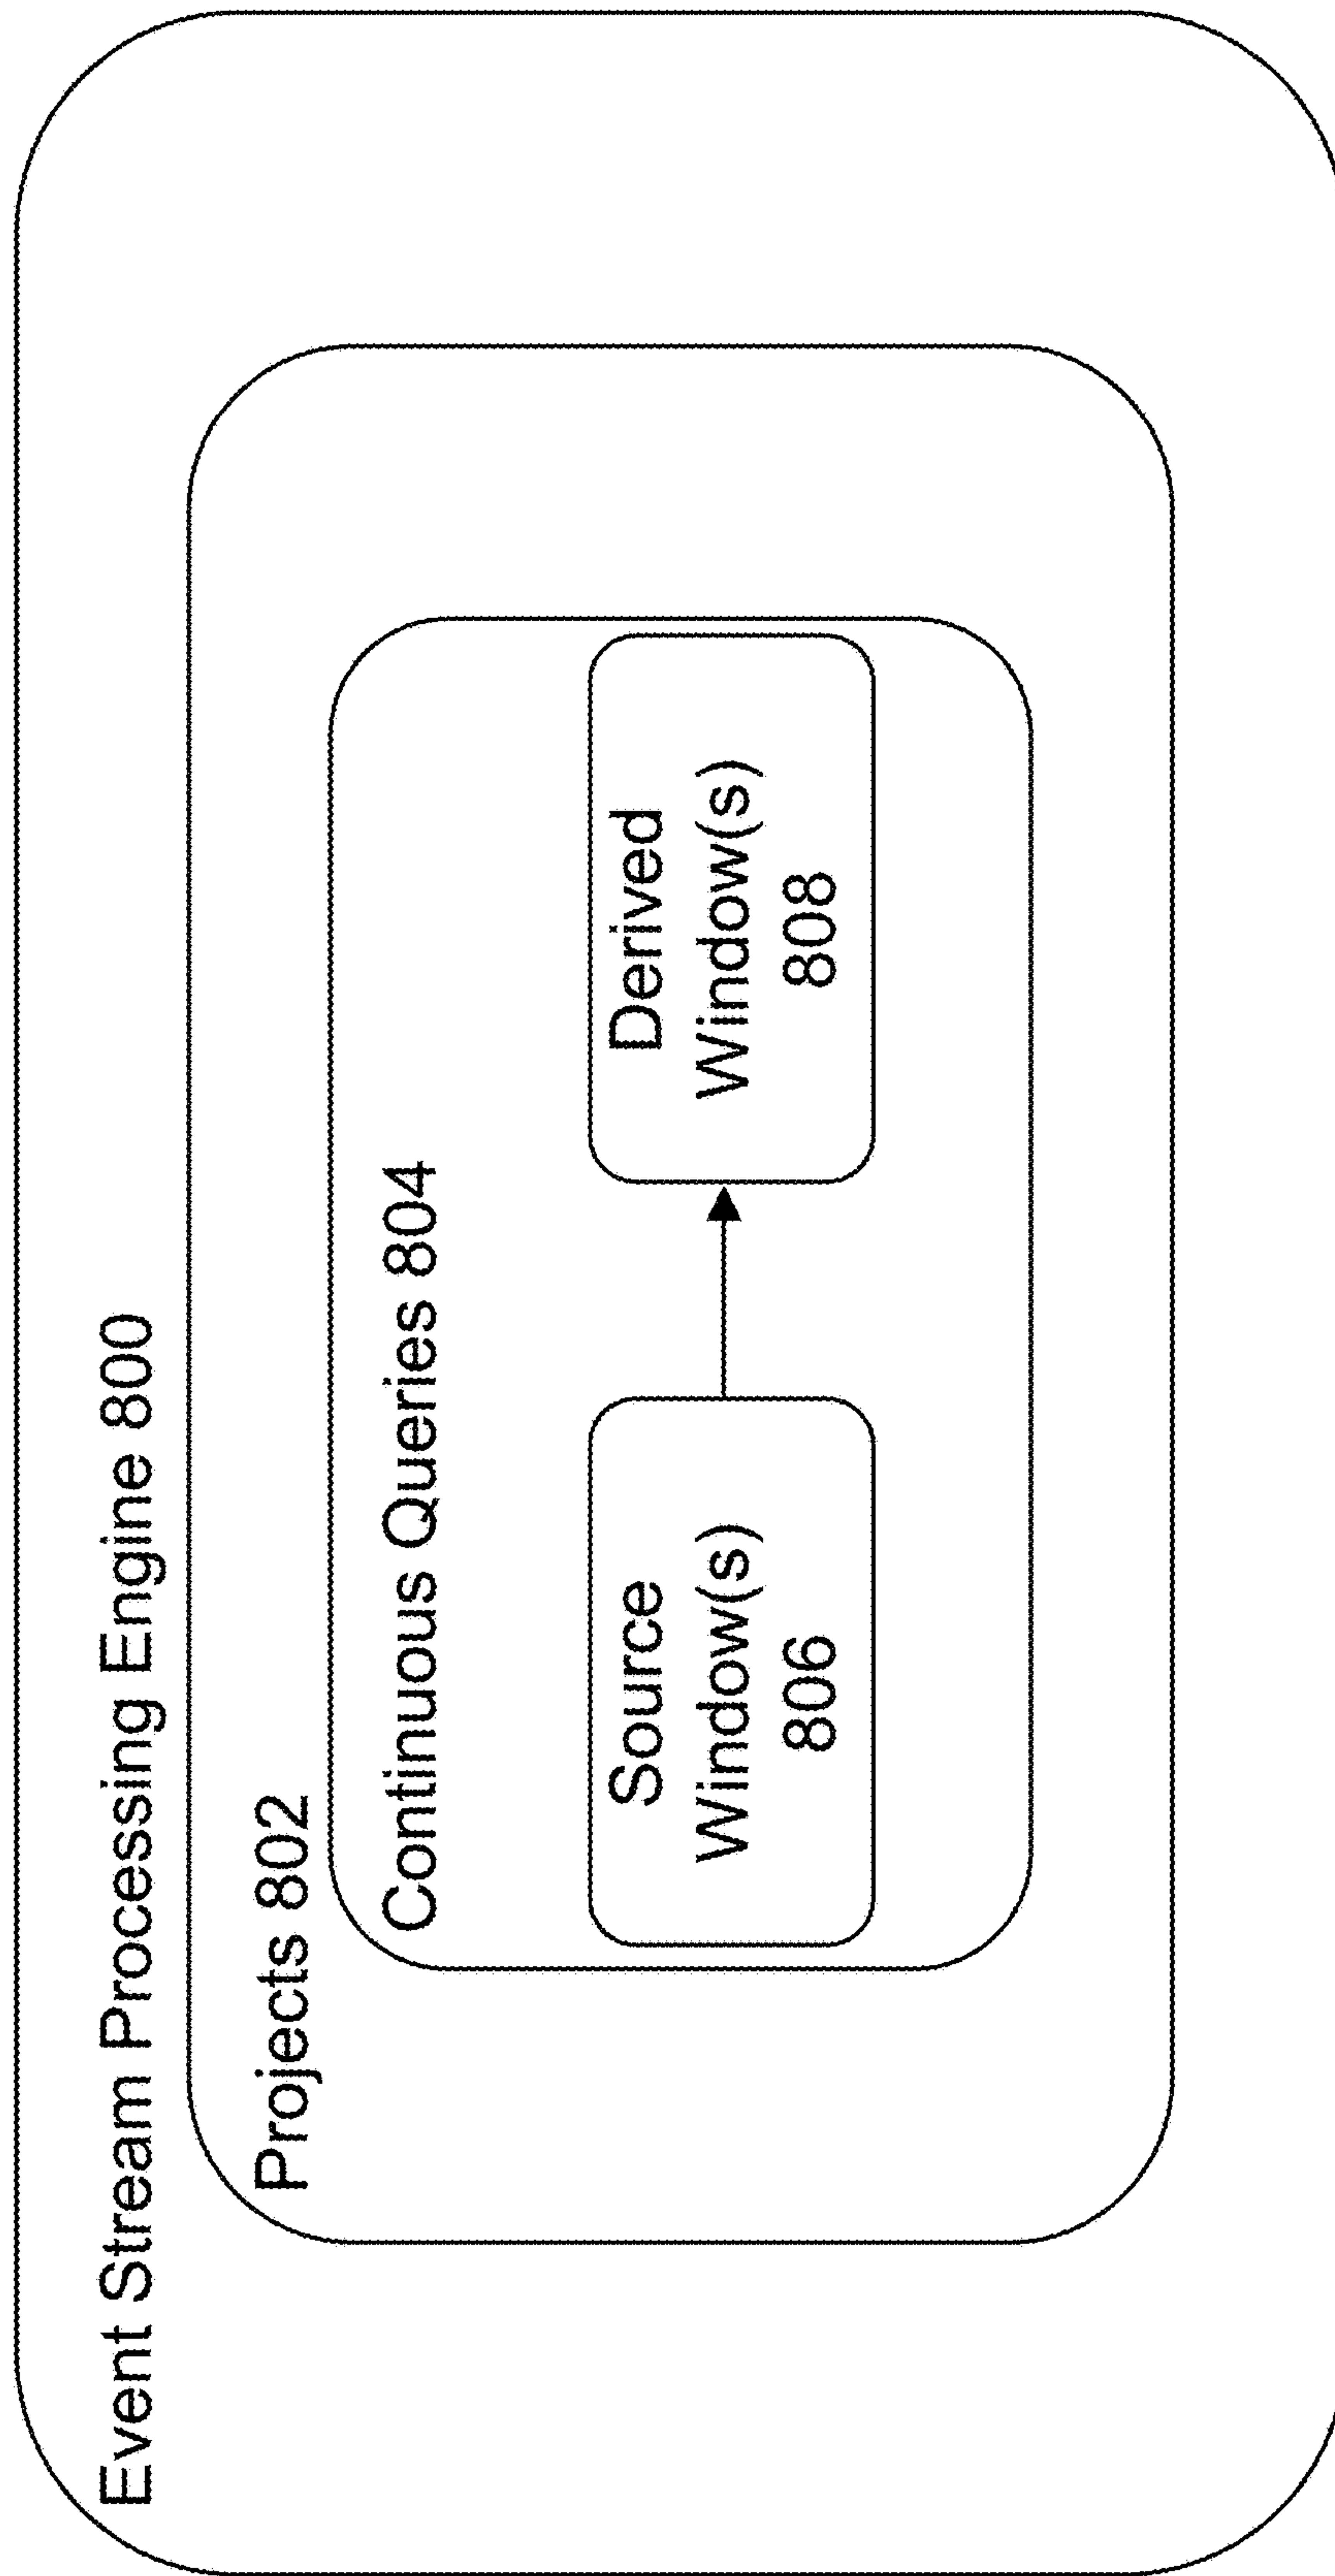 Event Stream Processing Engine 800
Projects 802
Continuous Queries 804
Source
Window(s)
806
Derived
Window(s)
808